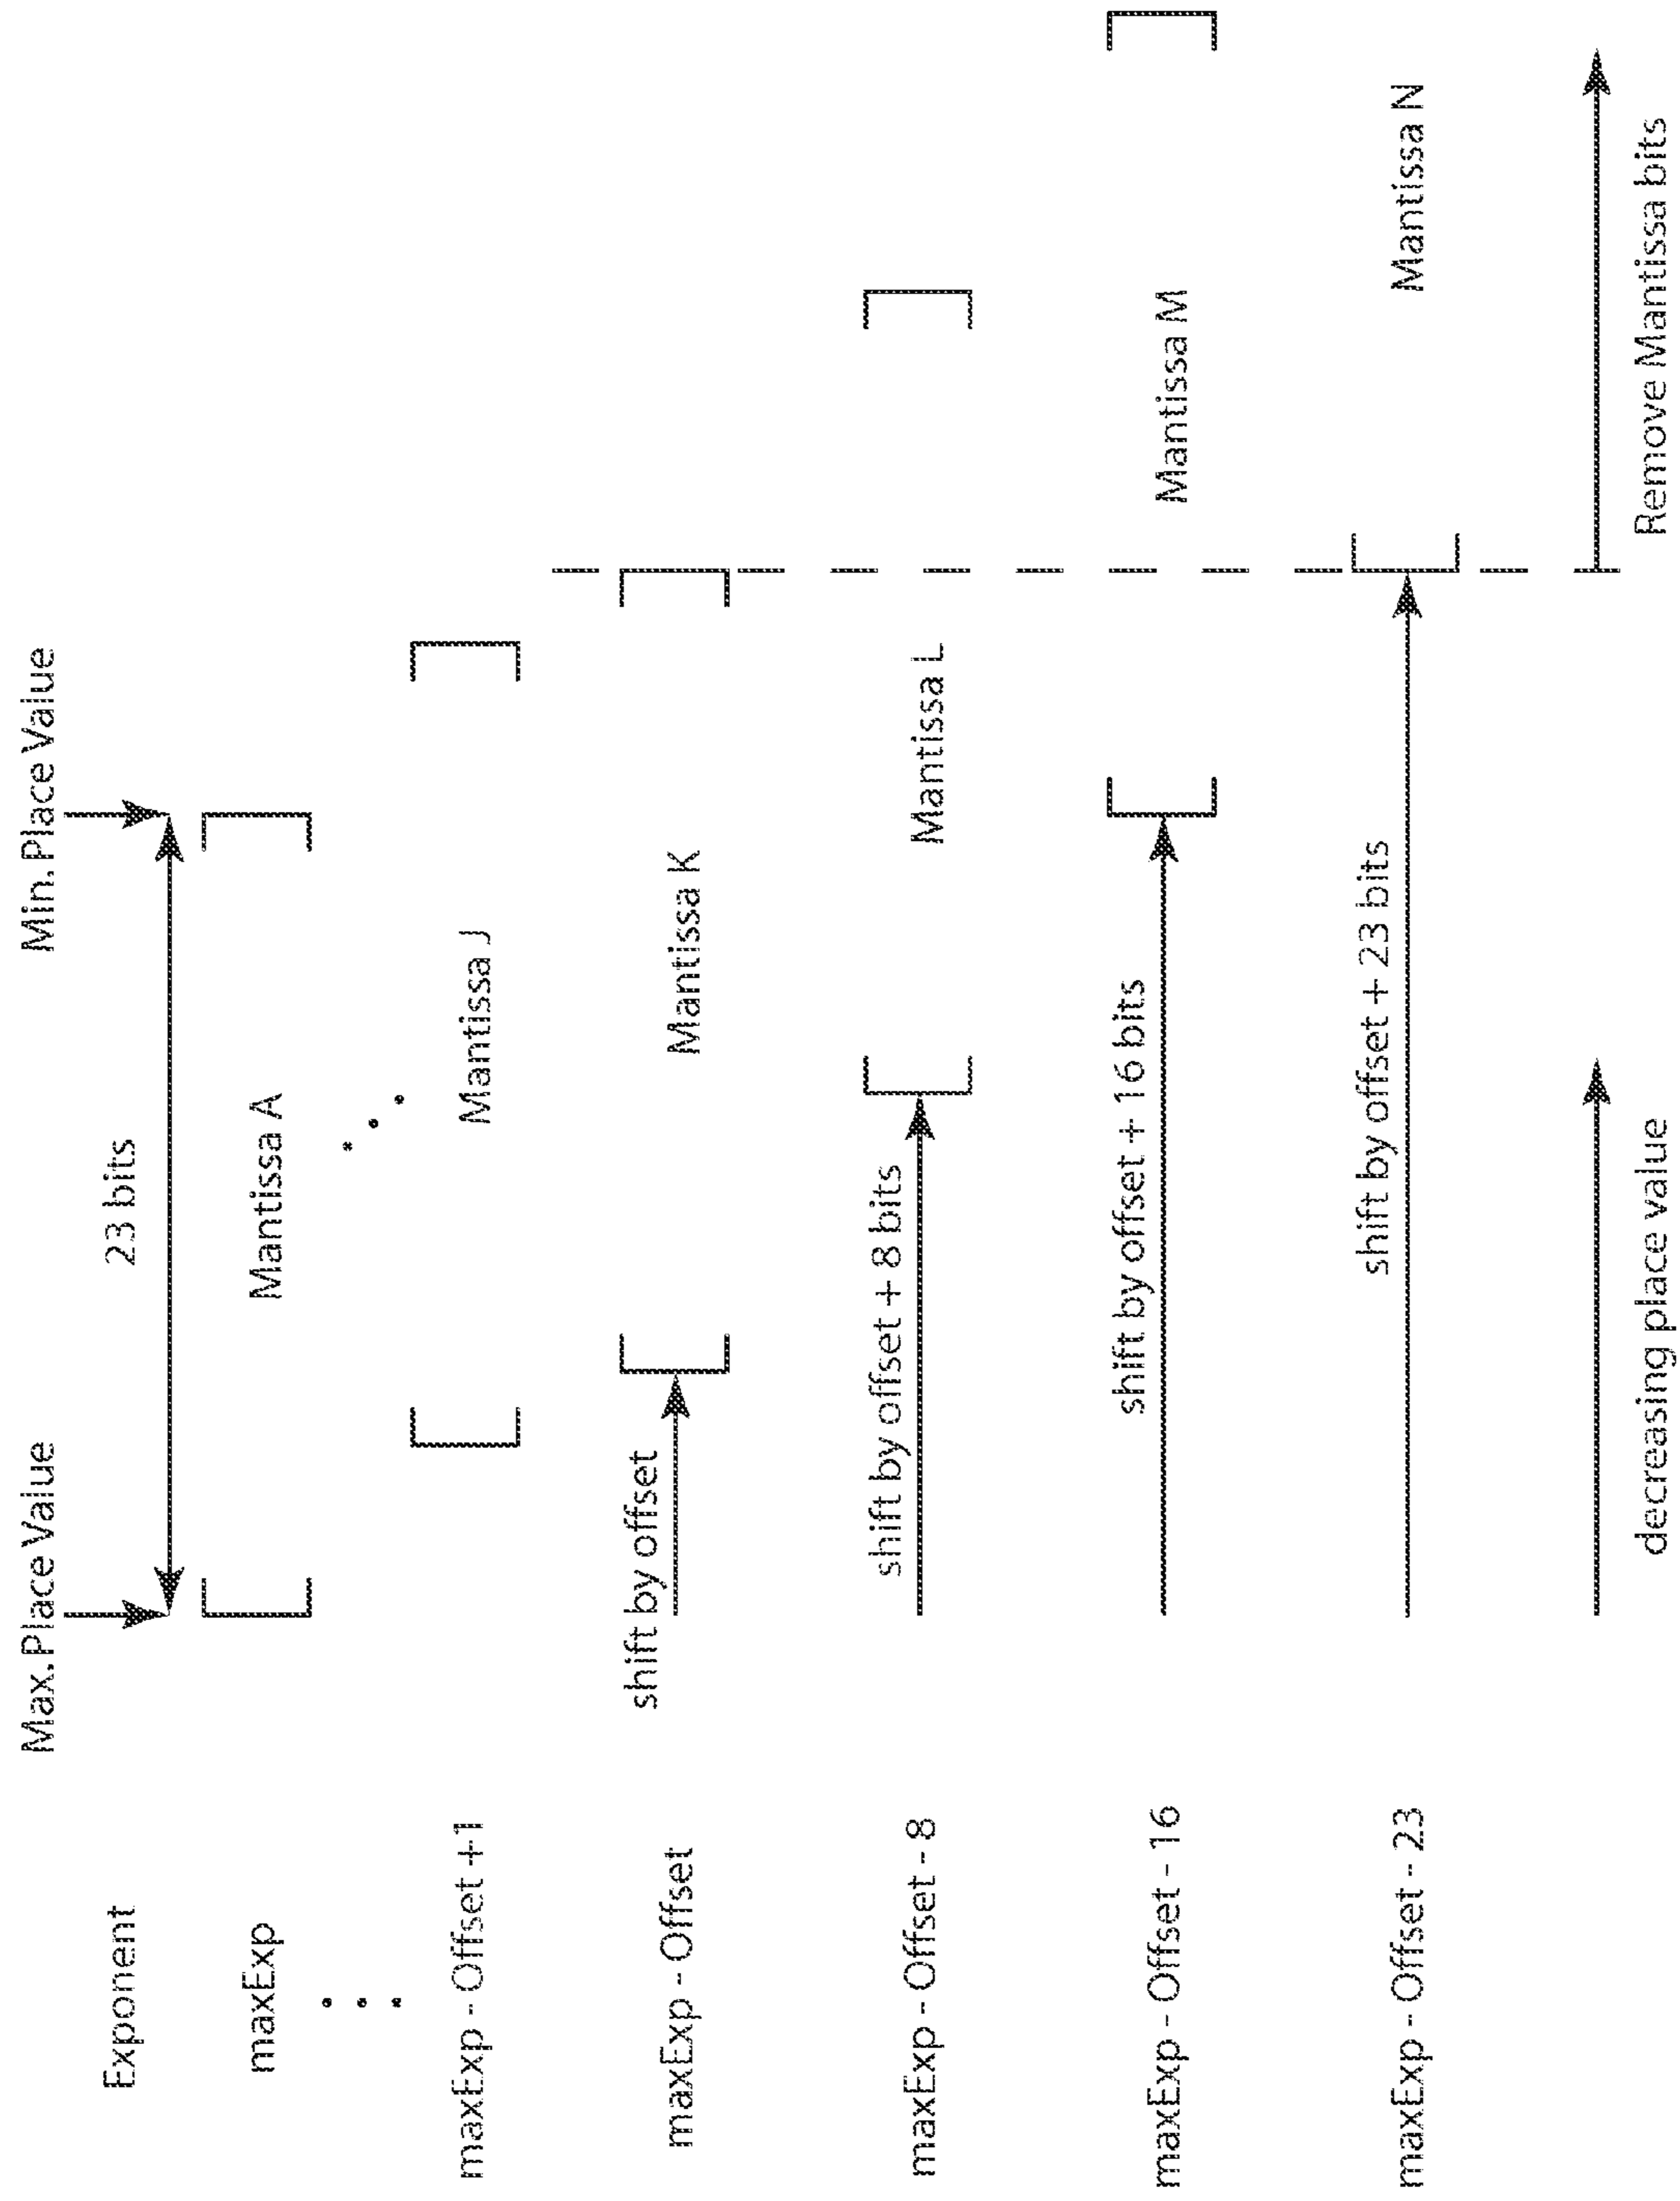 Max. Place Value
Min. Place Value
Exponent
23 bits
maxExp
Mantissa A
maxExp - Offset +1
Mantissa J
maxExp - Offset
shift by offset
Mantissa K
maxExp - Offset - 8
shift by offset + 8 bits
Mantissa L
maxExp - Offset - 16
shift by offset + 16 bits
Mantissa M
maxExp - Offset - 23
shift by offset + 23 bits
Mantissa N
decreasing place value
Remove Mantissa bits